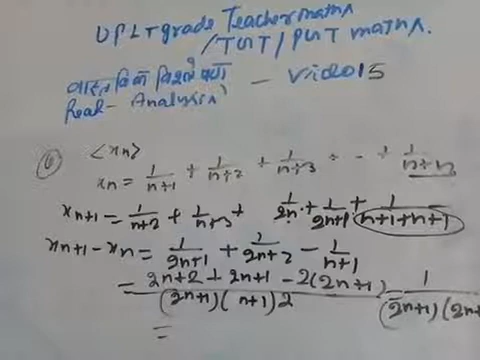 UP LT grade Teacher maths
/TGT/PGT maths.
वास्तविक विश्लेषण — Video 15
Real-Analysis
6 <xn>
xn = 1/(n+1) + 1/(n+2) + 1/(n+3) + - + 1/(n+n)
xn+1 = 1/(n+2) + 1/(n+3) + 1/2n + 1/(2n+1) + 1/(n+1+n+1)
xn+1 - xn = 1/(2n+1) + 1/(2n+2) - 1/(n+1)
= (2n+2 + 2n+1 - 2(2n+1))/((2n+1)(n+1)2) = 1/((2n+1)(2n+
=